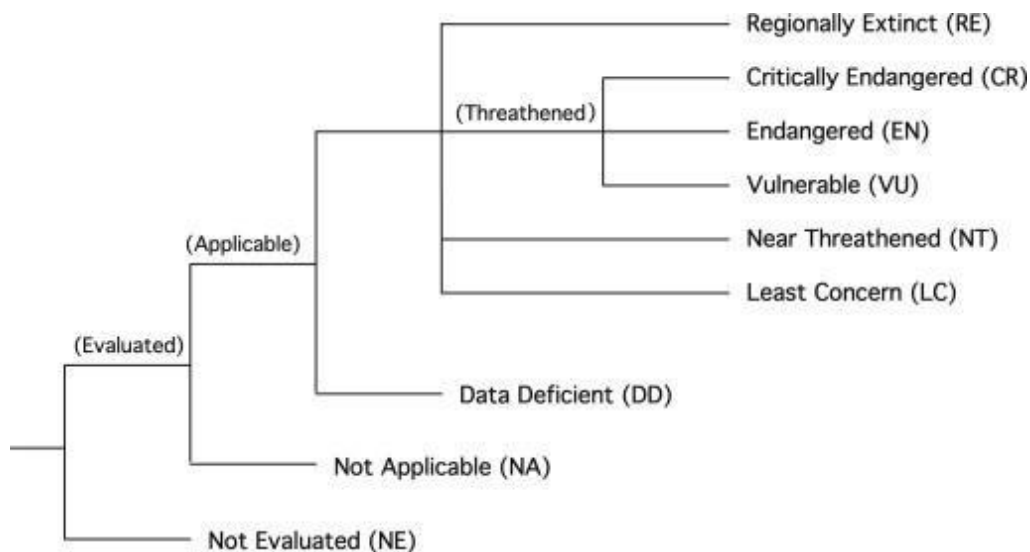 Regionally Extinct (RE)
Critically Endangered (CR)
(Threathened)
Endangered (EN)
Vulnerable (VU)
(Applicable)
Near Threathened (NT)
Least Concern (LC)
(Evaluated)
Data Deficient (DD)
Not Applicable (NA)
Not Evaluated (NE)